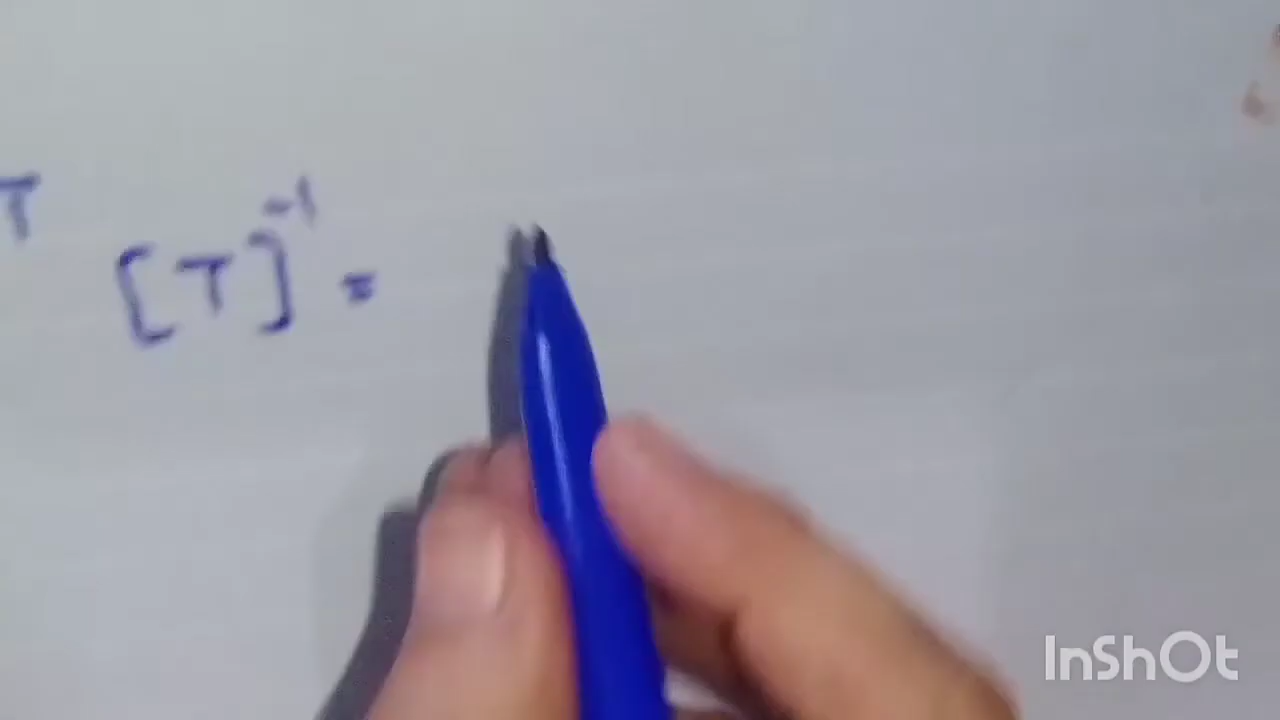 T
[T]⁻¹ =
InShOt